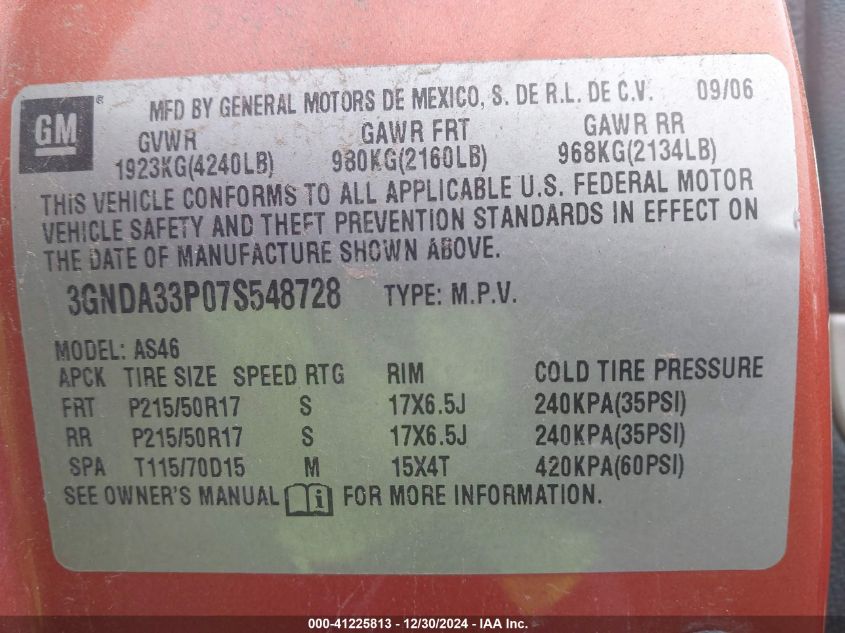 GM ® MFD BY GENERAL MOTORS DE MEXICO, S. DE R.L. DE C.V. 09/06
GVWR GAWR FRT GAWR RR
1923KG(4240LB) 980KG(2160LB) 968KG(2134LB)
THIS VEHICLE CONFORMS TO ALL APPLICABLE U.S. FEDERAL MOTOR
VEHICLE SAFETY AND THEFT PREVENTION STANDARDS IN EFFECT ON
THE DATE OF MANUFACTURE SHOWN ABOVE.
3GNDA33P07S548728 TYPE: M.P.V.
MODEL: AS46
APCK TIRE SIZE SPEED RTG RIM COLD TIRE PRESSURE
FRT P215/50R17 S 17X6.5J 240KPA(35PSI)
RR P215/50R17 S 17X6.5J 240KPA(35PSI)
SPA T115/70D15 M 15X4T 420KPA(60PSI)
SEE OWNER'S MANUAL i FOR MORE INFORMATION.
000-41225813 - 12/30/2024 - IAA Inc.